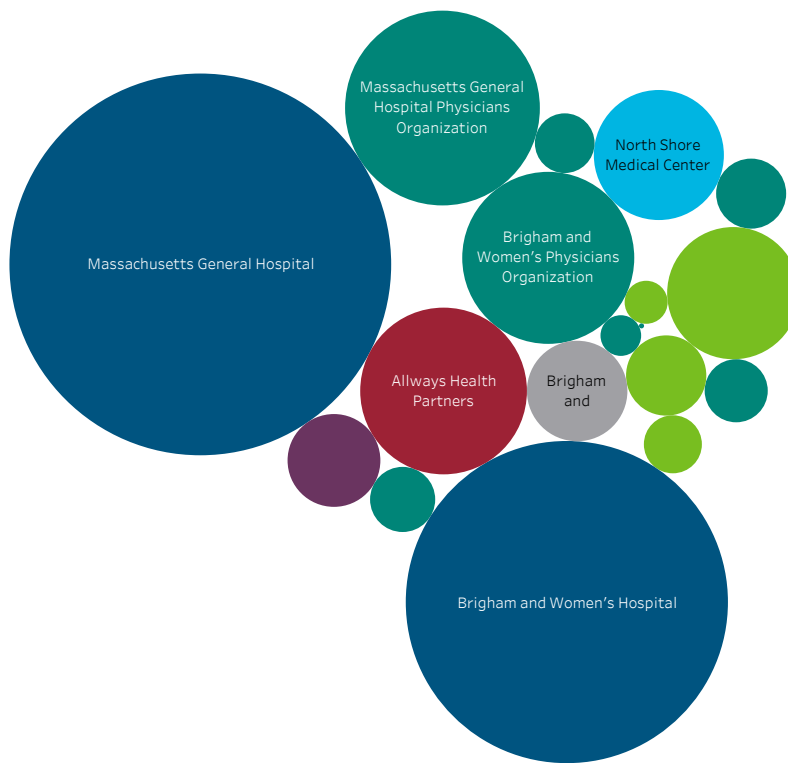 Massachusetts General
Hospital Physicians
Organization
North Shore
Medical Center
Brigham and
Women's Physicians
Organization
Massachusetts General Hospital
Allways Health
Partners
Brigham
and
Brigham and Women's Hospital